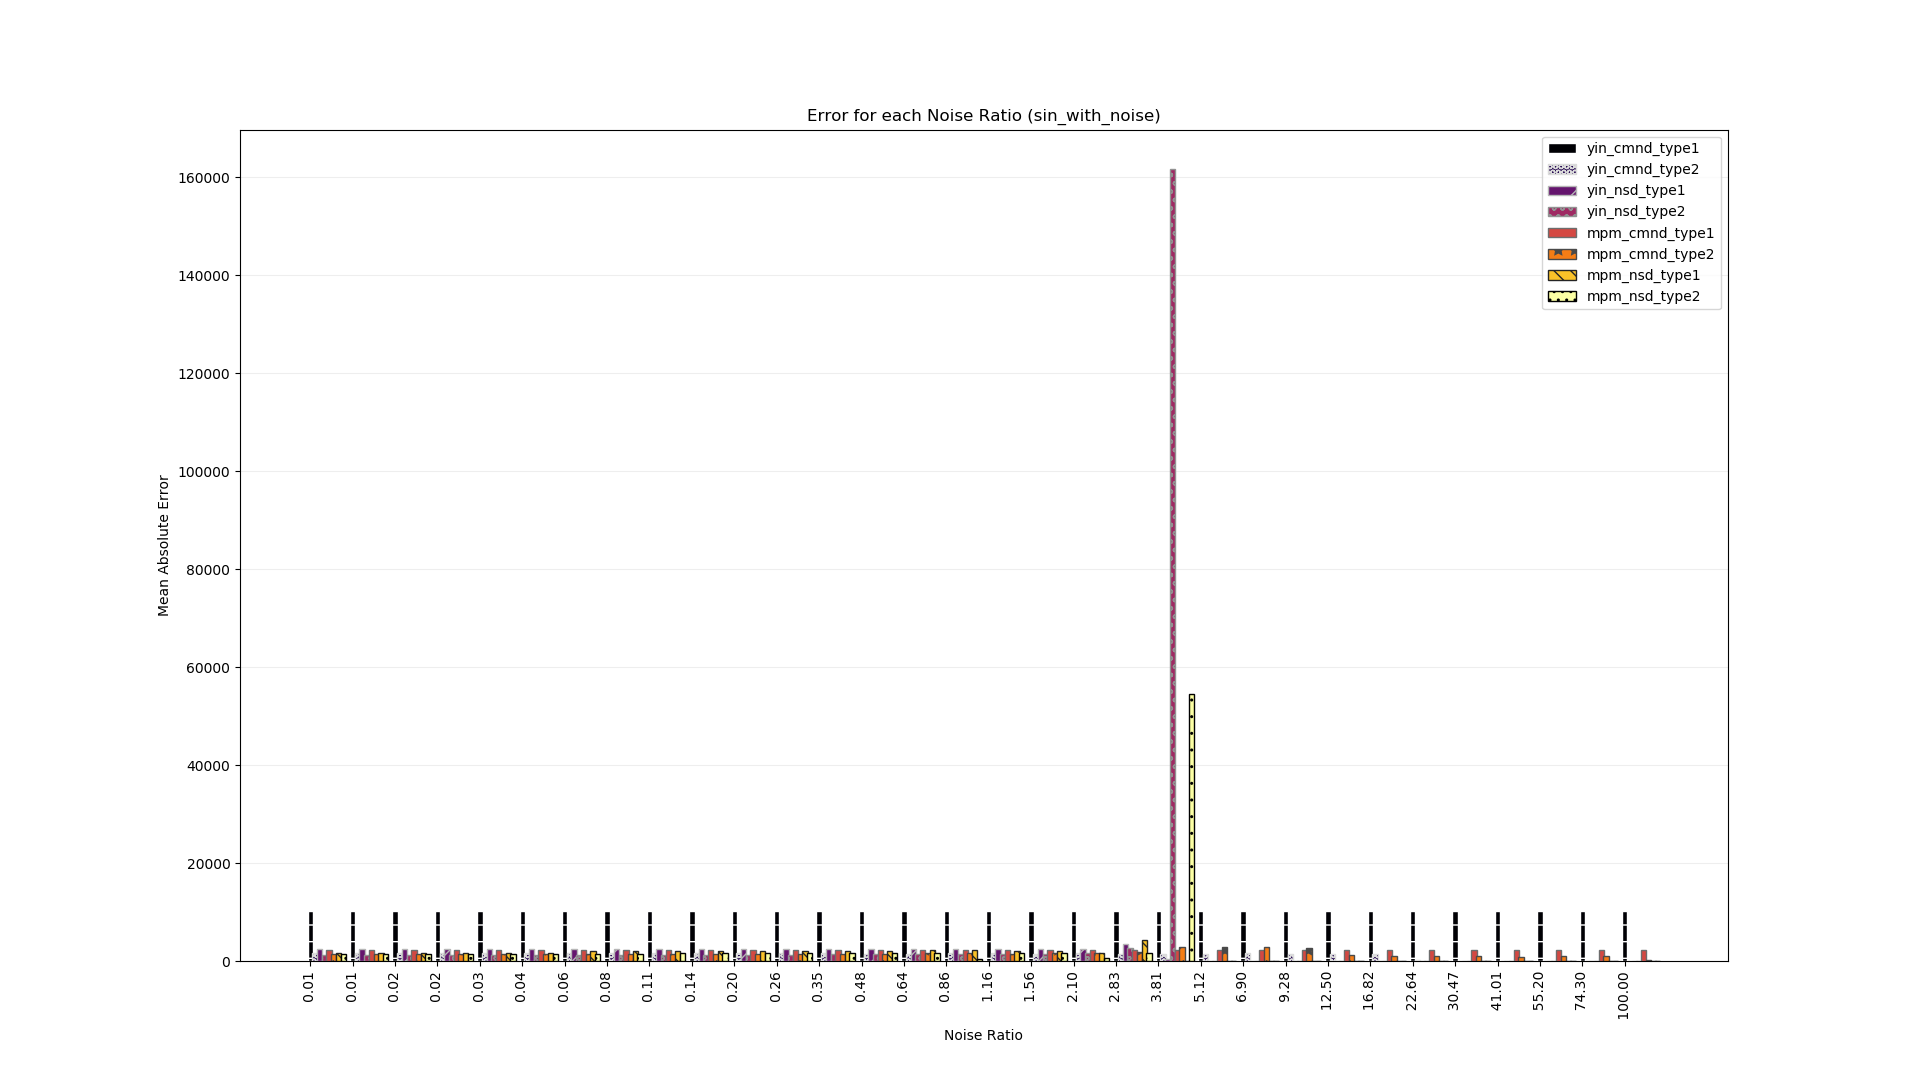 Error for each Noise Ratio (sin_with_noise)
yin_cmnd_type1
yin_cmnd_type2
yin_nsd_type1
yin_nsd_type2
mpm_cmnd_type1
mpm_cmnd_type2
mpm_nsd_type1
mpm_nsd_type2
160000
140000
120000
100000
80000
60000
40000
20000
0
Mean Absolute Error
0.01 0.01 0.02 0.02 0.03 0.04 0.06 0.08 0.11 0.14 0.20 0.26 0.35 0.48 0.64 0.86 1.16 1.56 2.10 2.83 3.81 5.12 6.90 9.28 12.50 16.82 22.64 30.47 41.01 55.20 74.30 100.00
Noise Ratio